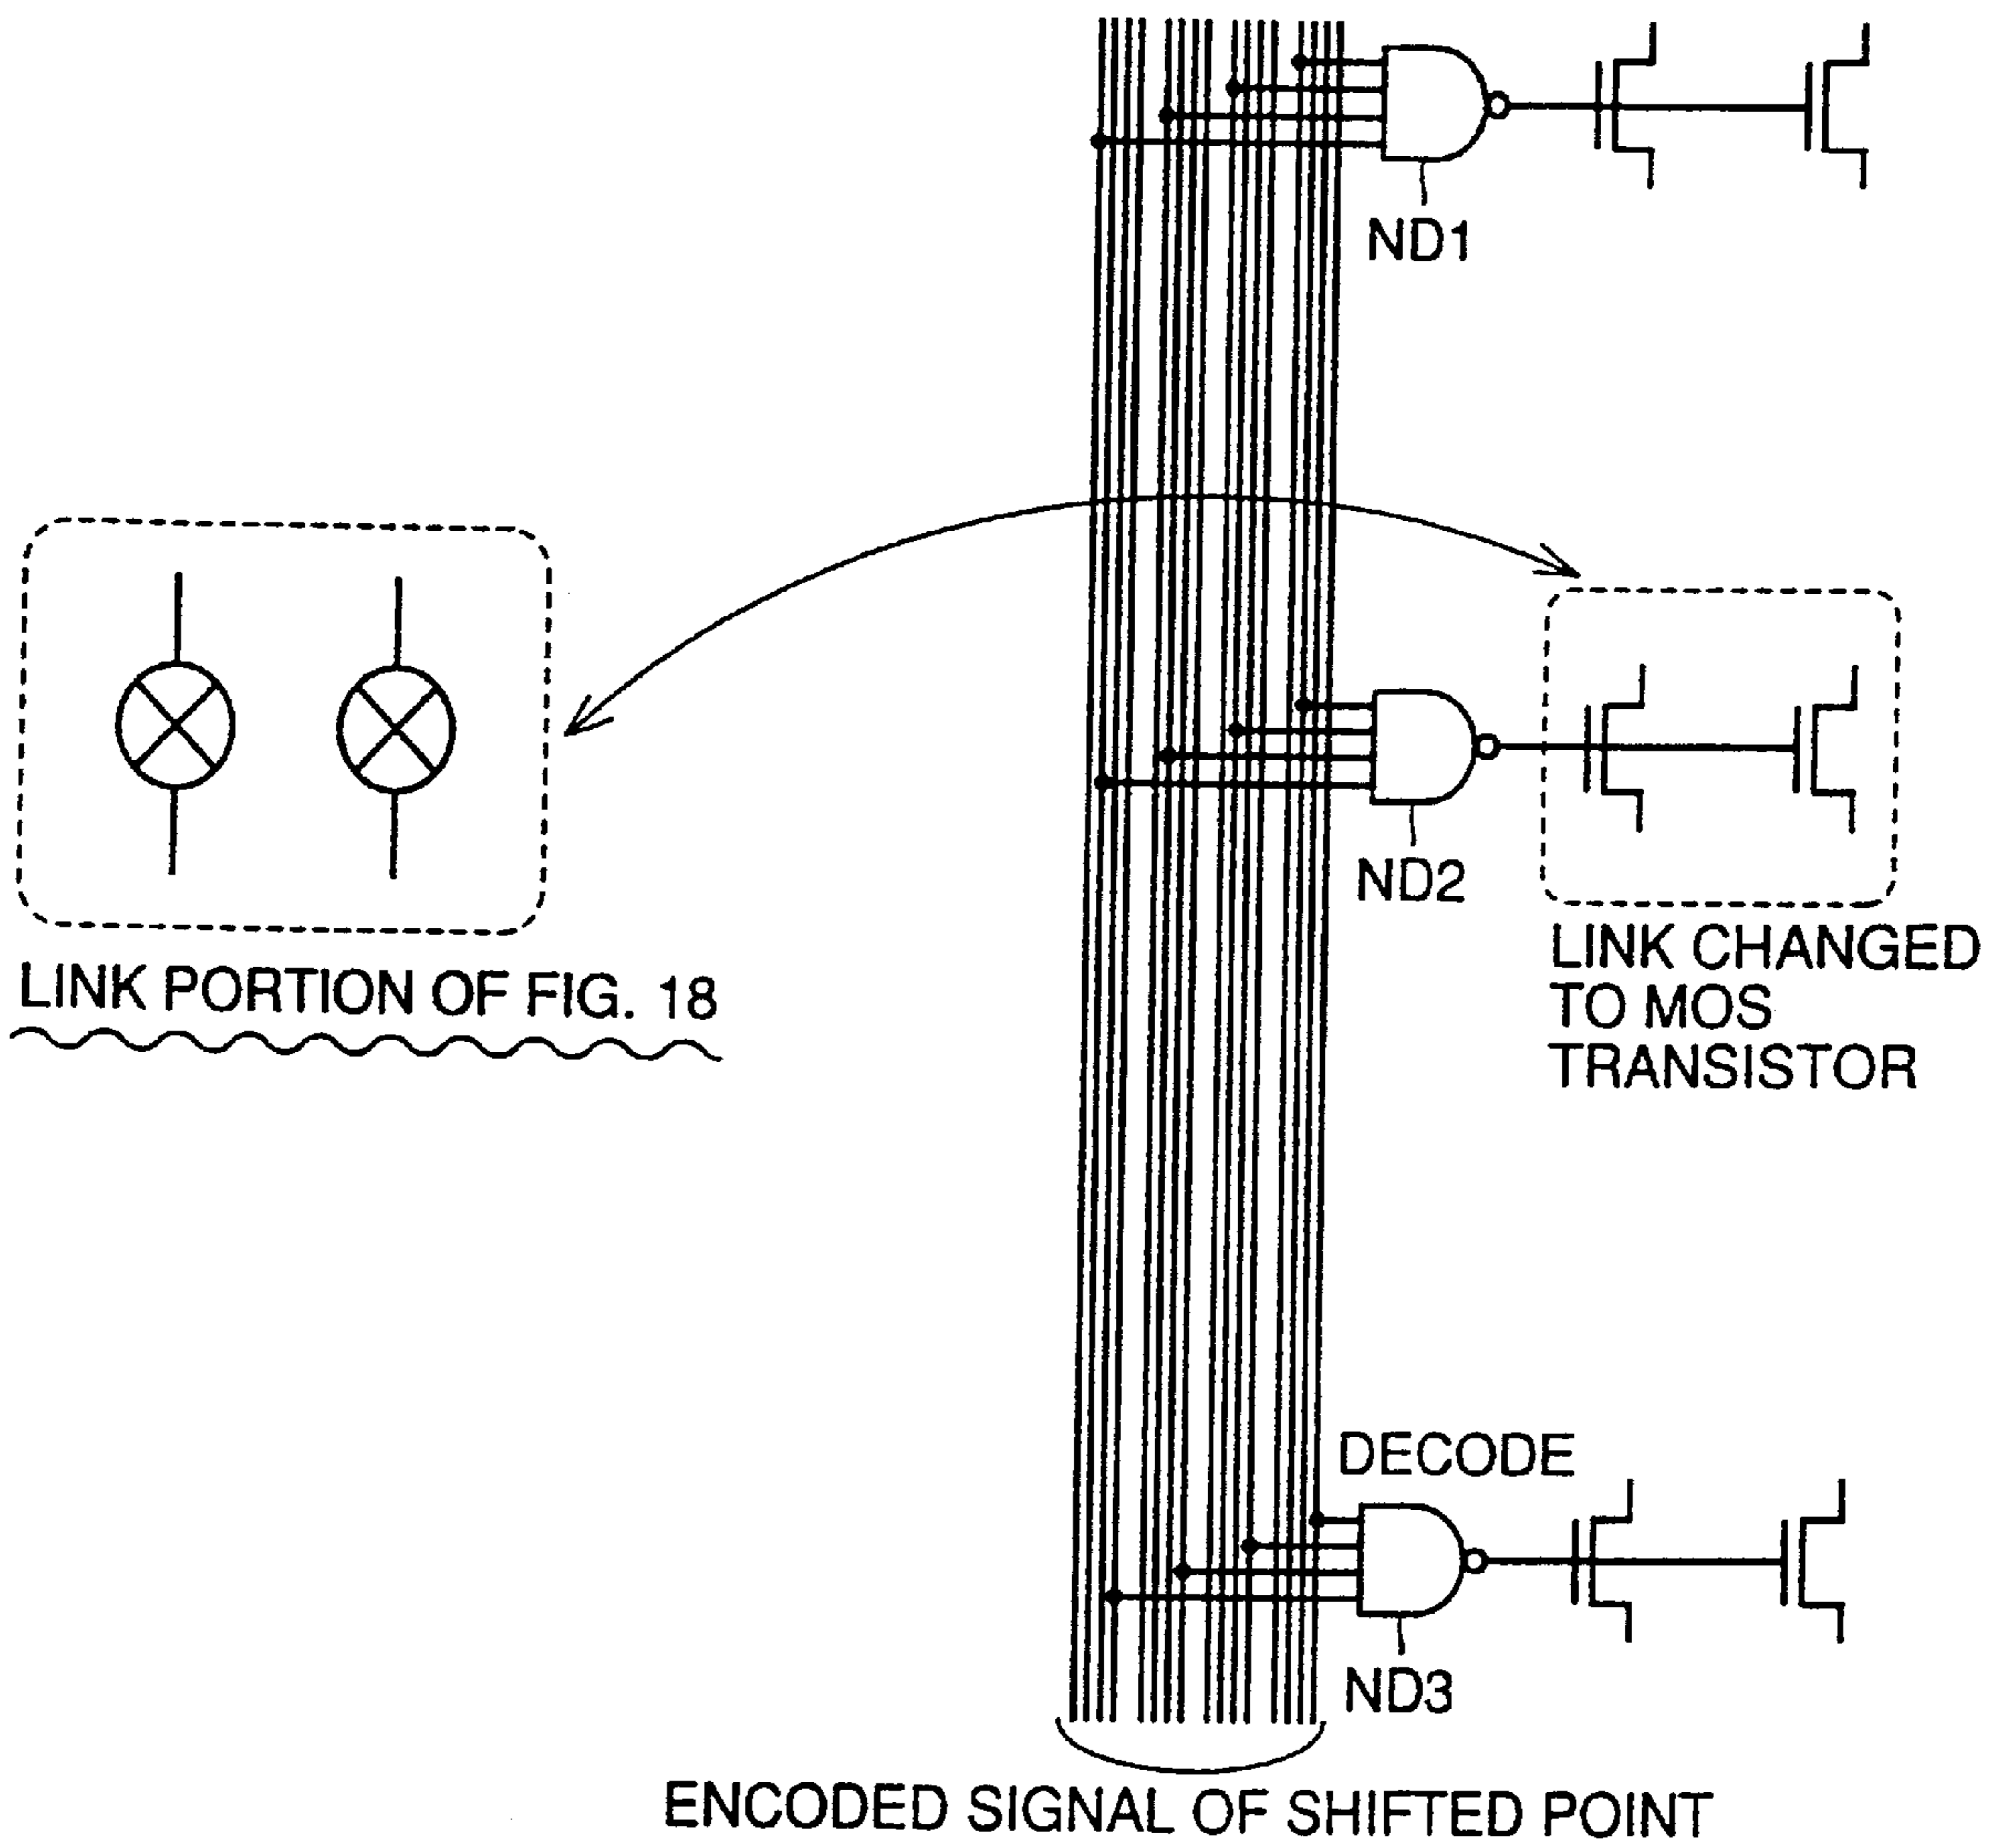 ND1
ND2
LINK CHANGED
TO MOS
TRANSISTOR
LINK PORTION OF FIG. 18
DECODE
ND3
ENCODED SIGNAL OF SHIFTED POINT